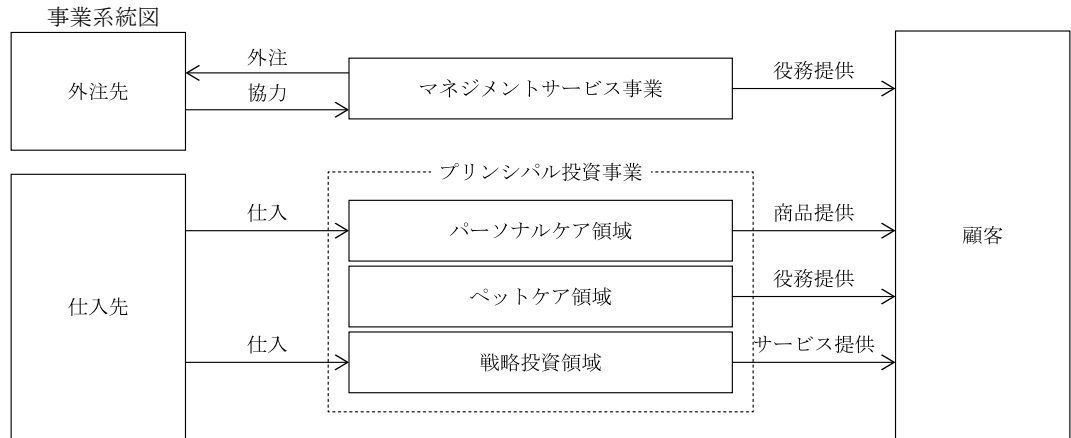 事業系統図
外注先
外注
協力
マネジメントサービス事業
役務提供
プリンシパル投資事業
仕入先
仕入
パーソナルケア領域
商品提供
顧客
ペットケア領域
役務提供
仕入
戦略投資領域
サービス提供